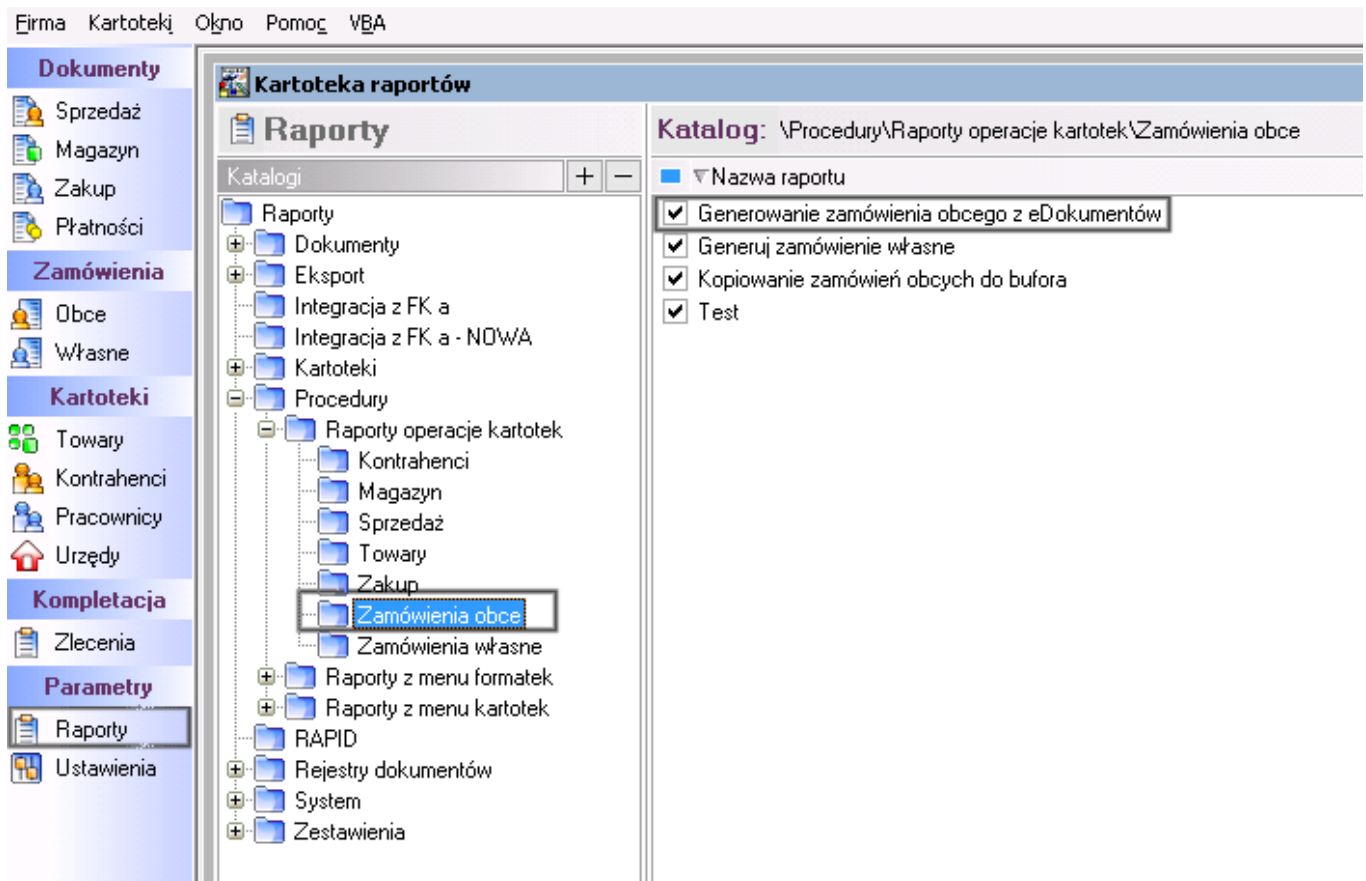 Firma Kartoteki Okno Pomoc VBA
Dokumenty
Sprzedaż
Magazyn
Zakup
Płatności
Zamówienia
Obce
Własne
Kartoteki
Towary
Kontrahenci
Pracownicy
Urzędy
Kompletacja
Zlecenia
Parametry
Raporty
Ustawienia
Kartoteka raportów
Raporty
Katalogi + −
Raporty
Dokumenty
Eksport
Integracja z FK a
Integracja z FK a - NOWA
Kartoteki
Procedury
Raporty operacje kartotek
Kontrahenci
Magazyn
Sprzedaż
Towary
Zakup
Zamówienia obce
Zamówienia własne
Raporty z menu formatek
Raporty z menu kartotek
RAPID
Rejestry dokumentów
System
Zestawienia
Katalog: \Procedury\Raporty operacje kartotek\Zamówienia obce
Nazwa raportu
Generowanie zamówienia obcego z eDokumentów
Generuj zamówienie własne
Kopiowanie zamówień obcych do bufora
Test